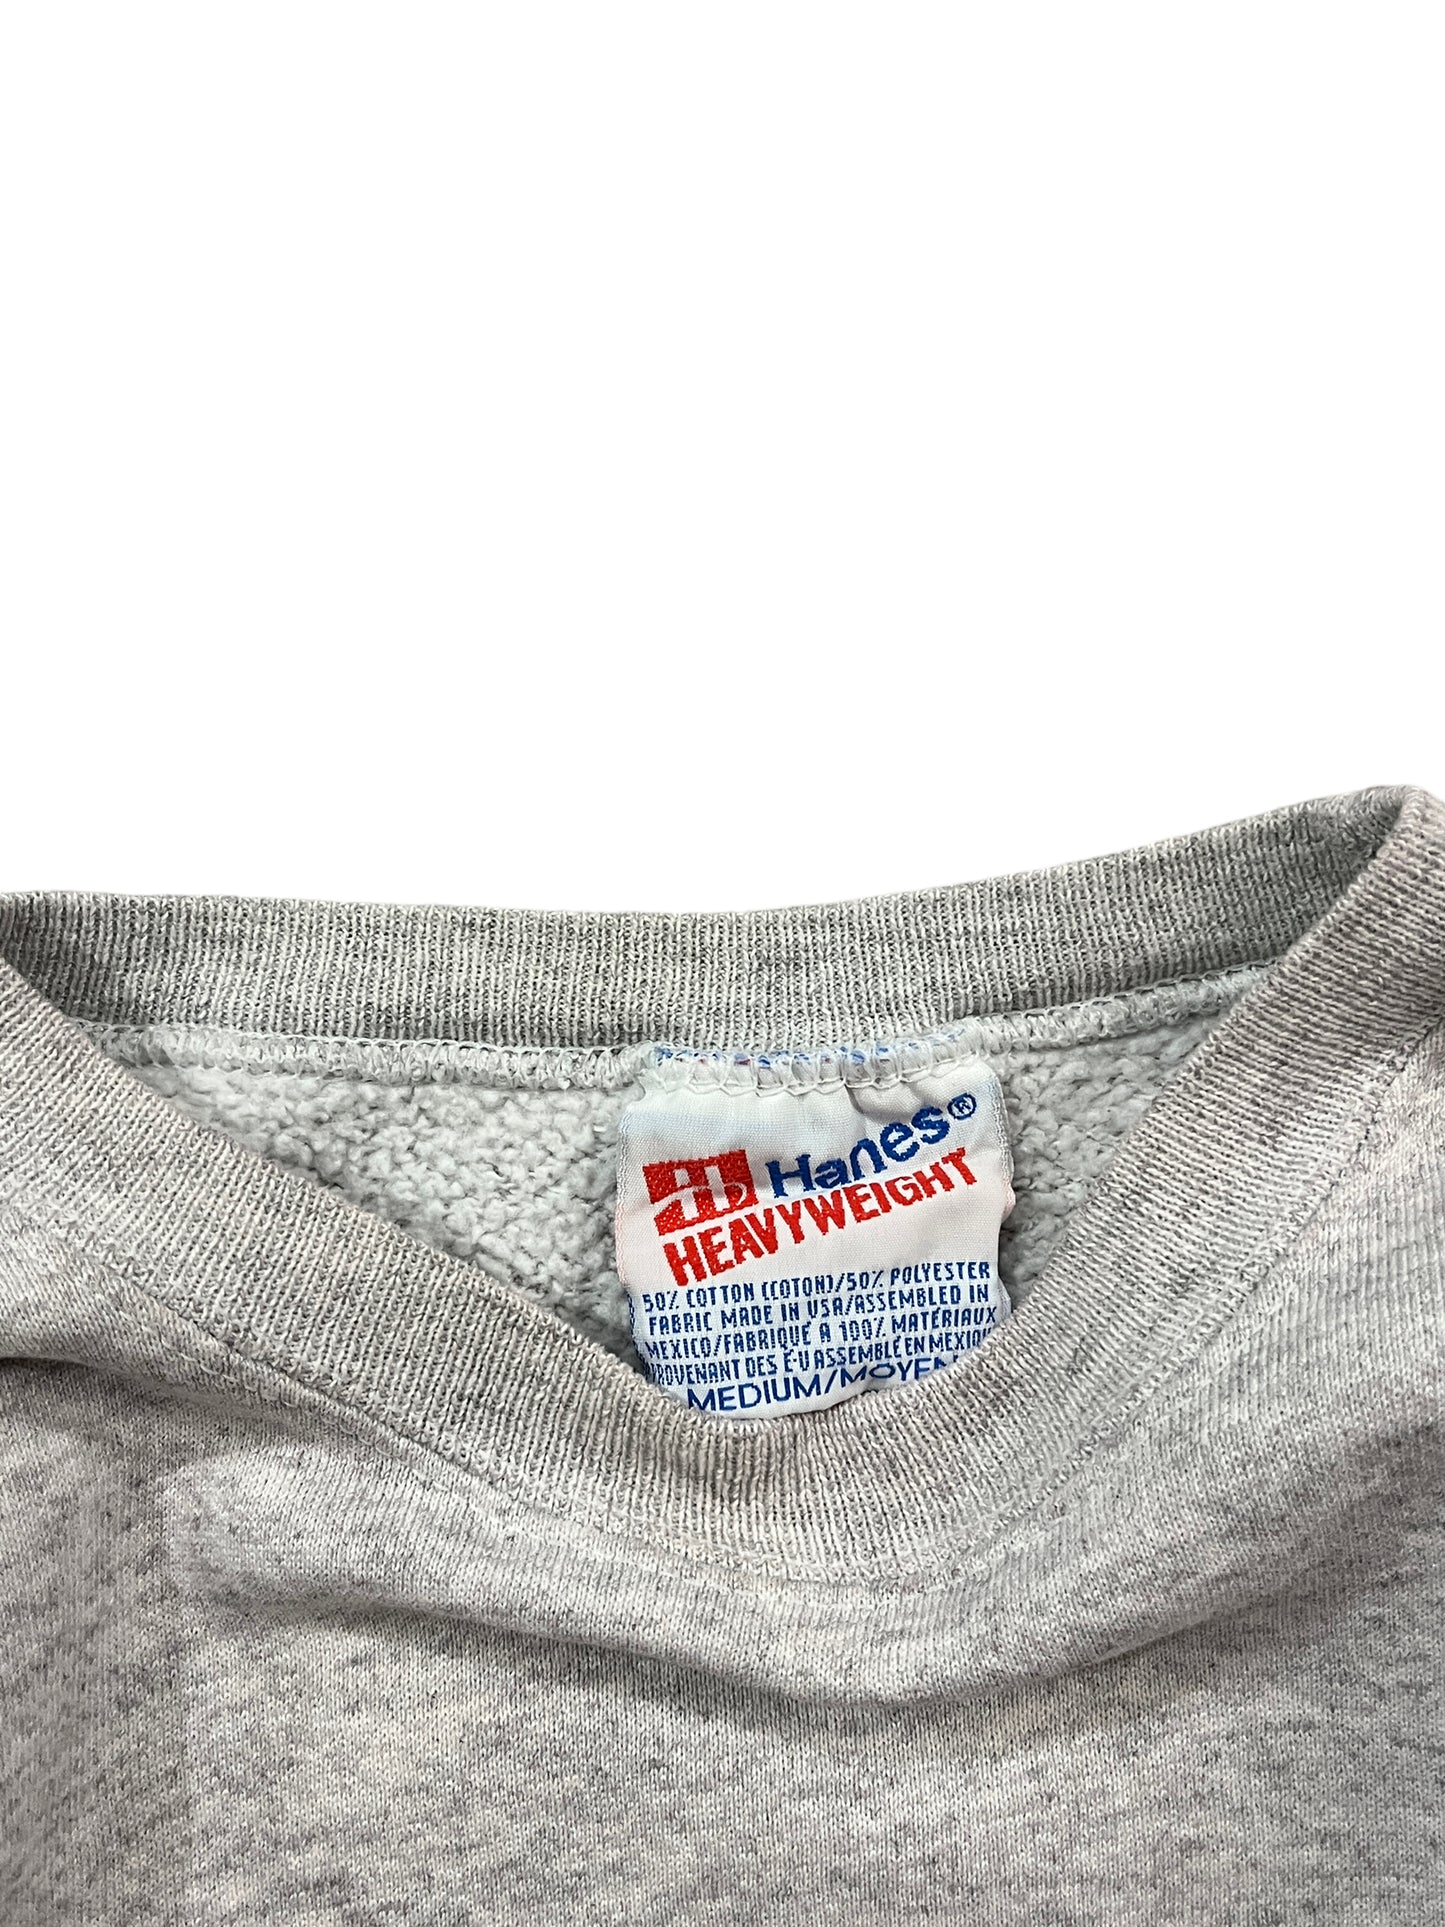 Hanes®
HEAVYWEIGHT
50% COTTON (COTON)/50% POLYESTER
FABRIC MADE IN USA/ASSEMBLED IN
MEXICO/FABRIQUÉ A 100% MATÉRIAUX
PROVENANT DES É-U ASSEMBLÉ EN MEXIQU
MEDIUM/MOYEN